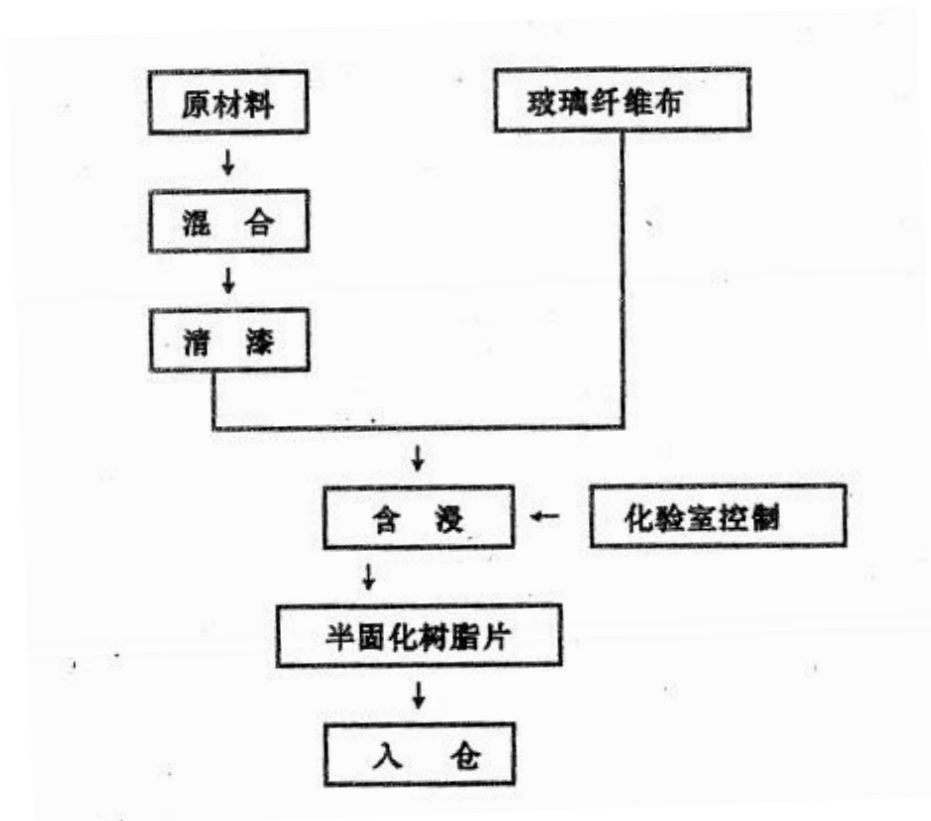 原材料
玻璃纤维布
混 合
清 漆
含 浸
化验室控制
半固化树脂片
入 仓